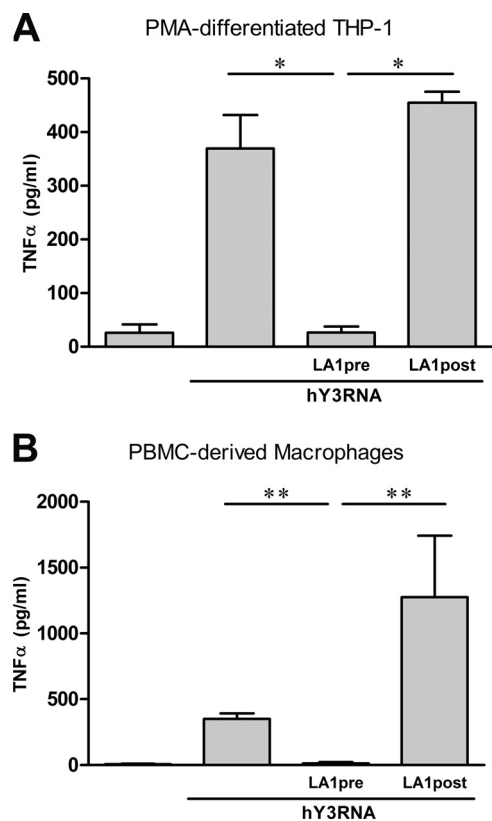 A
PMA-differentiated THP-1
* *
500
400
300
200
100
0
TNFα (pg/ml)
LA1pre LA1post
hY3RNA
B
PBMC-derived Macrophages
** **
2000
1500
1000
500
0
TNFα (pg/ml)
LA1pre LA1post
hY3RNA